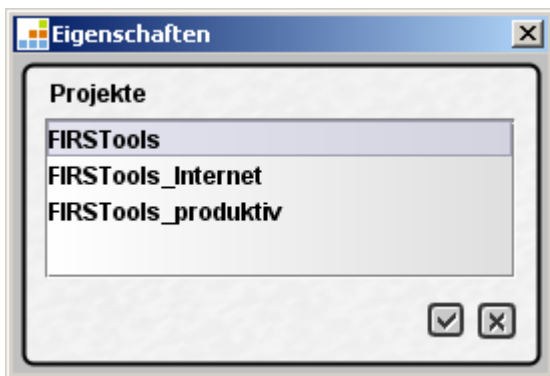 Eigenschaften
Projekte
FIRSTools
FIRSTools_Internet
FIRSTools_produktiv